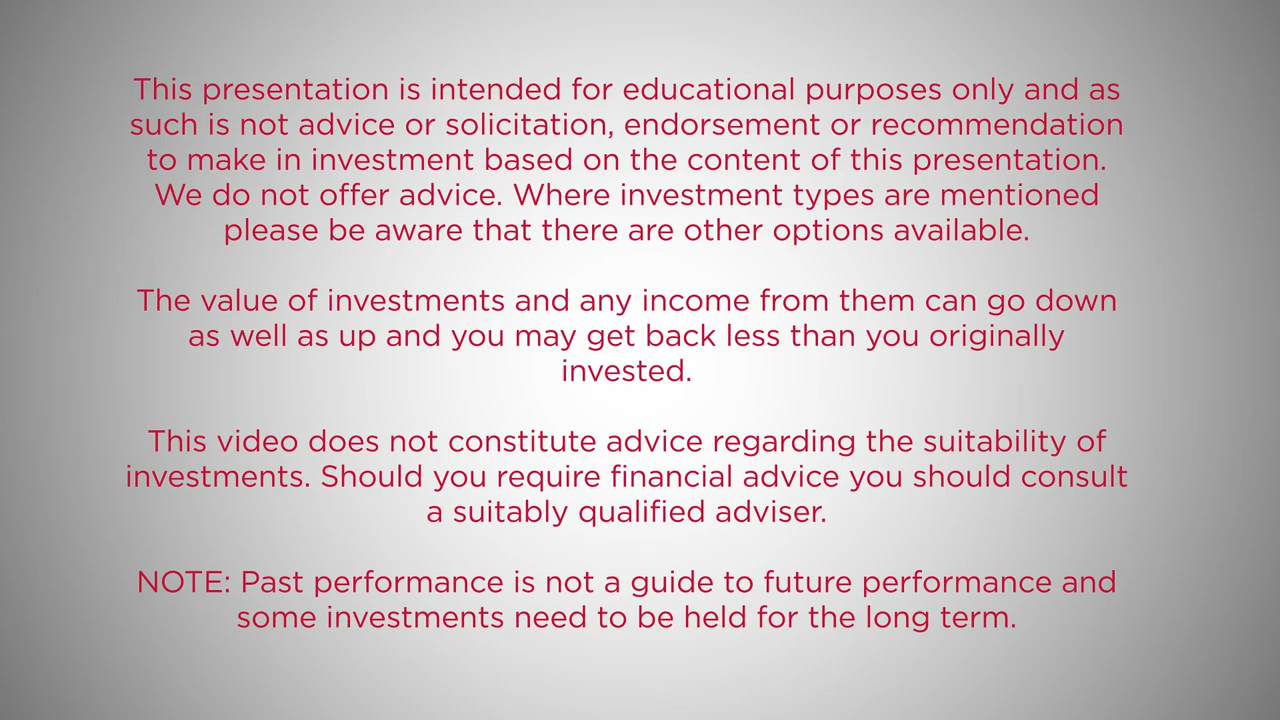 This presentation is intended for educational purposes only and as
such is not advice or solicitation, endorsement or recommendation
to make in investment based on the content of this presentation.
We do not offer advice. Where investment types are mentioned
please be aware that there are other options available.
The value of investments and any income from them can go down
as well as up and you may get back less than you originally
invested.
This video does not constitute advice regarding the suitability of
investments. Should you require financial advice you should consult
a suitably qualified adviser.
NOTE: Past performance is not a guide to future performance and
some investments need to be held for the long term.